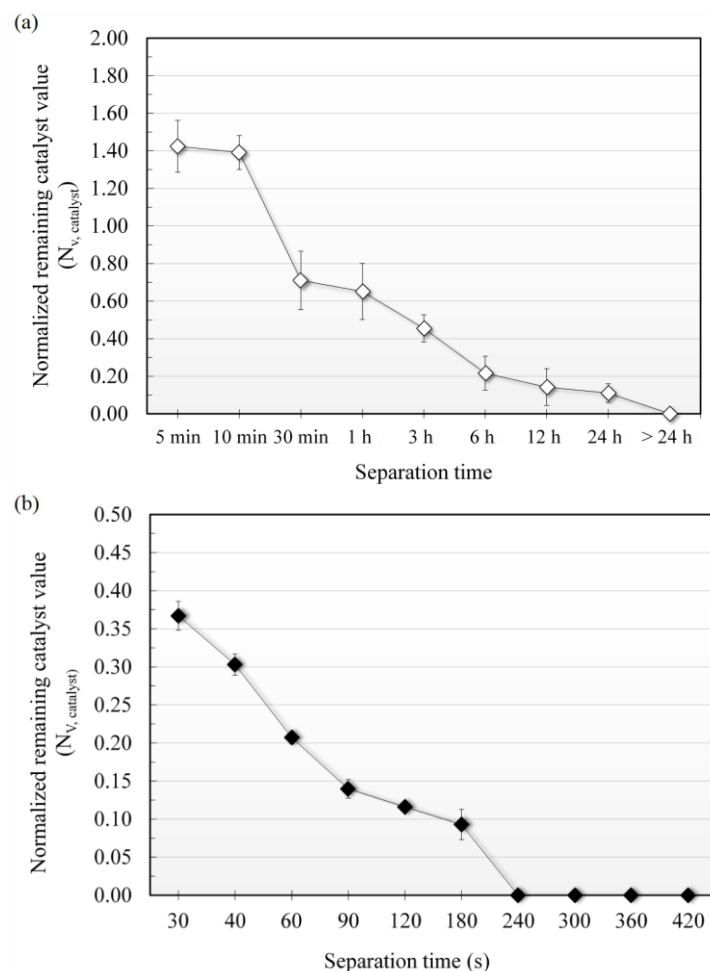 (a)
Normalized remaining catalyst value
(Nv, catalyst)
2.00
1.80
1.60
1.40
1.20
1.00
0.80
0.60
0.40
0.20
0.00
5 min 10 min 30 min 1 h 3 h 6 h 12 h 24 h > 24 h
Separation time
(b)
Normalized remaining catalyst value
(NV, catalyst)
0.50
0.45
0.40
0.35
0.30
0.25
0.20
0.15
0.10
0.05
0.00
30 40 60 90 120 180 240 300 360 420
Separation time (s)